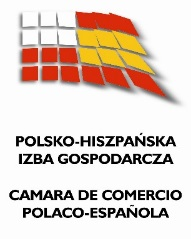 POLSKO-HISZPAŃSKA
IZBA GOSPODARCZA
CAMARA DE COMERCIO
POLACO-ESPAÑOLA